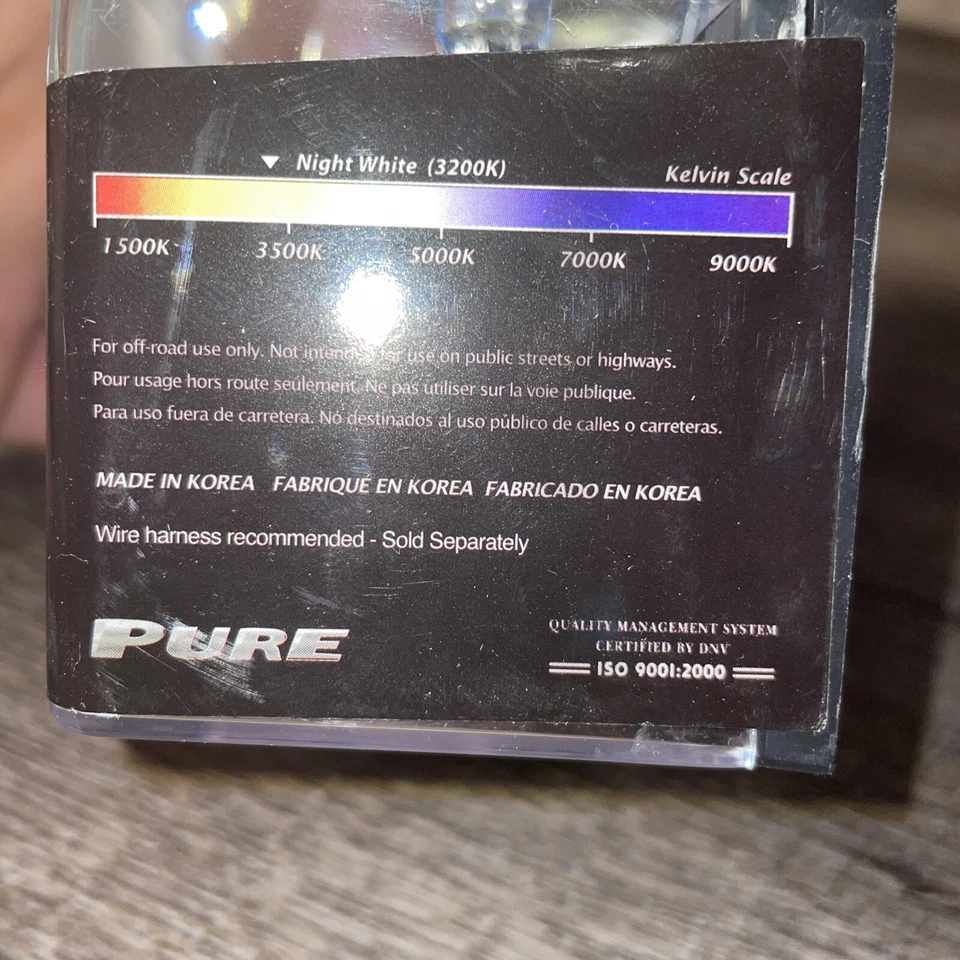 ▼ Night White (3200K)
Kelvin Scale
1500K 3500K 5000K 7000K 9000K
For off-road use only. Not intended for use on public streets or highways.
Pour usage hors route seulement. Ne pas utiliser sur la voie publique.
Para uso fuera de carretera. No destinados al uso público de calles o carreteras.
MADE IN KOREA FABRIQUÉ EN KOREA FABRICADO EN KOREA
Wire harness recommended - Sold Separately
PURE
QUALITY MANAGEMENT SYSTEM
CERTIFIED BY DNV
ISO 9001:2000